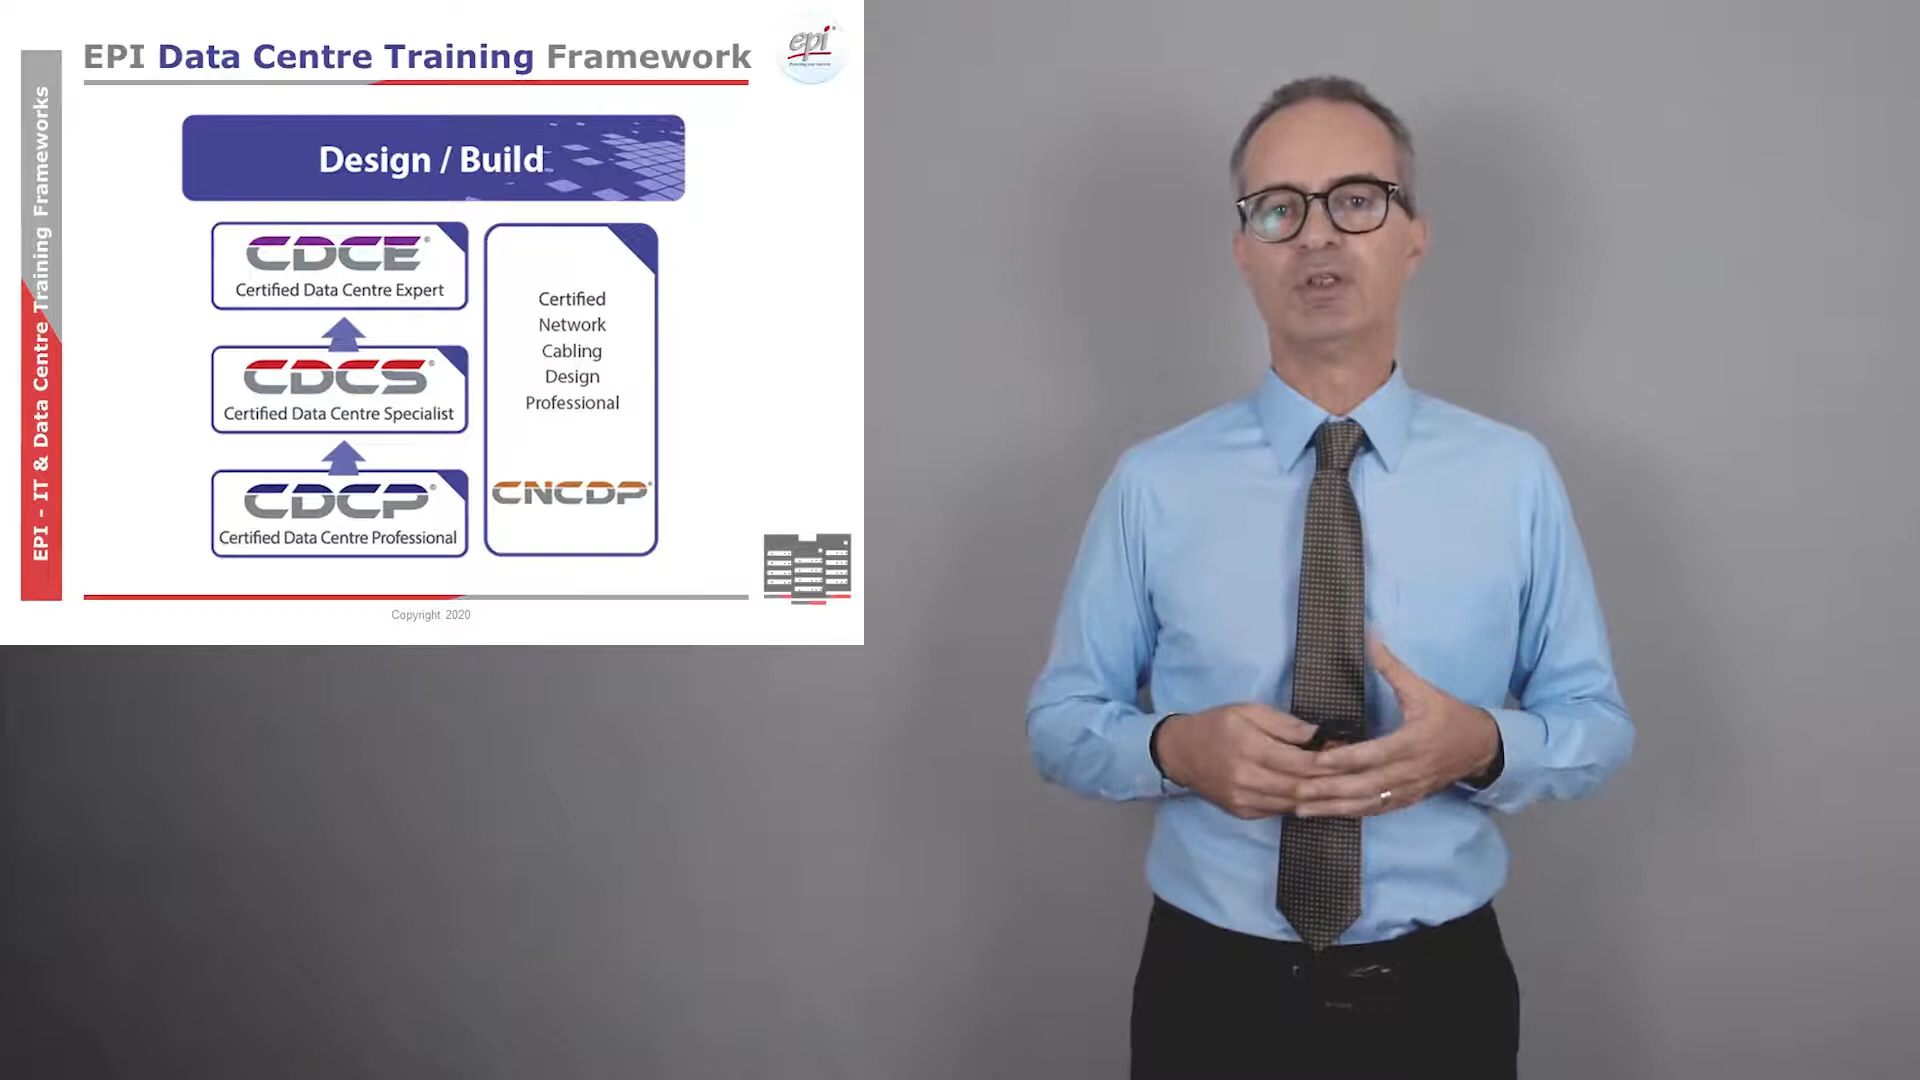 EPI Data Centre Training Framework
epi
EPI - IT & Data Centre Training Frameworks
Design / Build
CDCE®
Certified Data Centre Expert
CDCS®
Certified Data Centre Specialist
CDCP®
Certified Data Centre Professional
Certified
Network
Cabling
Design
Professional
CNCDP®
Copyright 2020